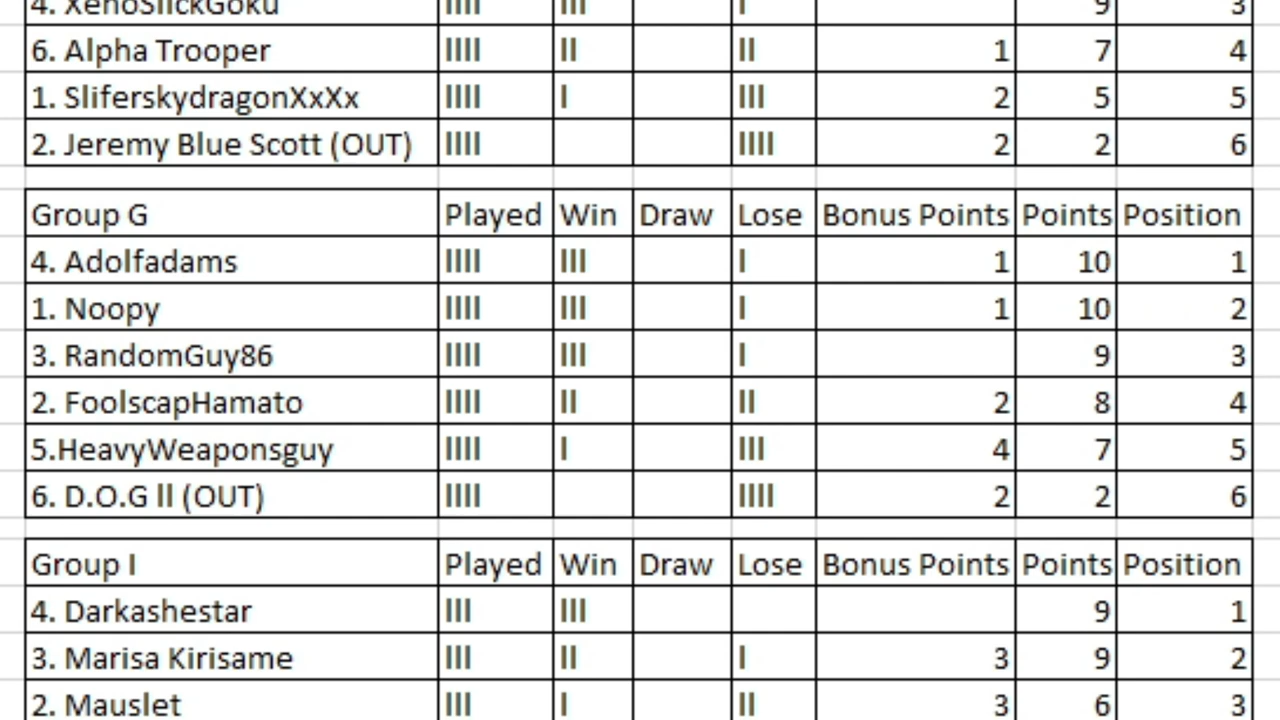 4. XenoSlickGoku IIII III I 9 3
6. Alpha Trooper IIII II II 1 7 4
1. SliferskydragonXxXx IIII I III 2 5 5
2. Jeremy Blue Scott (OUT) IIII IIII 2 2 6
Group G Played Win Draw Lose Bonus Points Points Position
4. Adolfadams IIII III I 1 10 1
1. Noopy IIII III I 1 10 2
3. RandomGuy86 IIII III I 9 3
2. FoolscapHamato IIII II II 2 8 4
5.HeavyWeaponsguy IIII I III 4 7 5
6. D.O.G ll (OUT) IIII IIII 2 2 6
Group I Played Win Draw Lose Bonus Points Points Position
4. Darkashestar III III 9 1
3. Marisa Kirisame III II I 3 9 2
2. Mauslet III I II 3 6 3